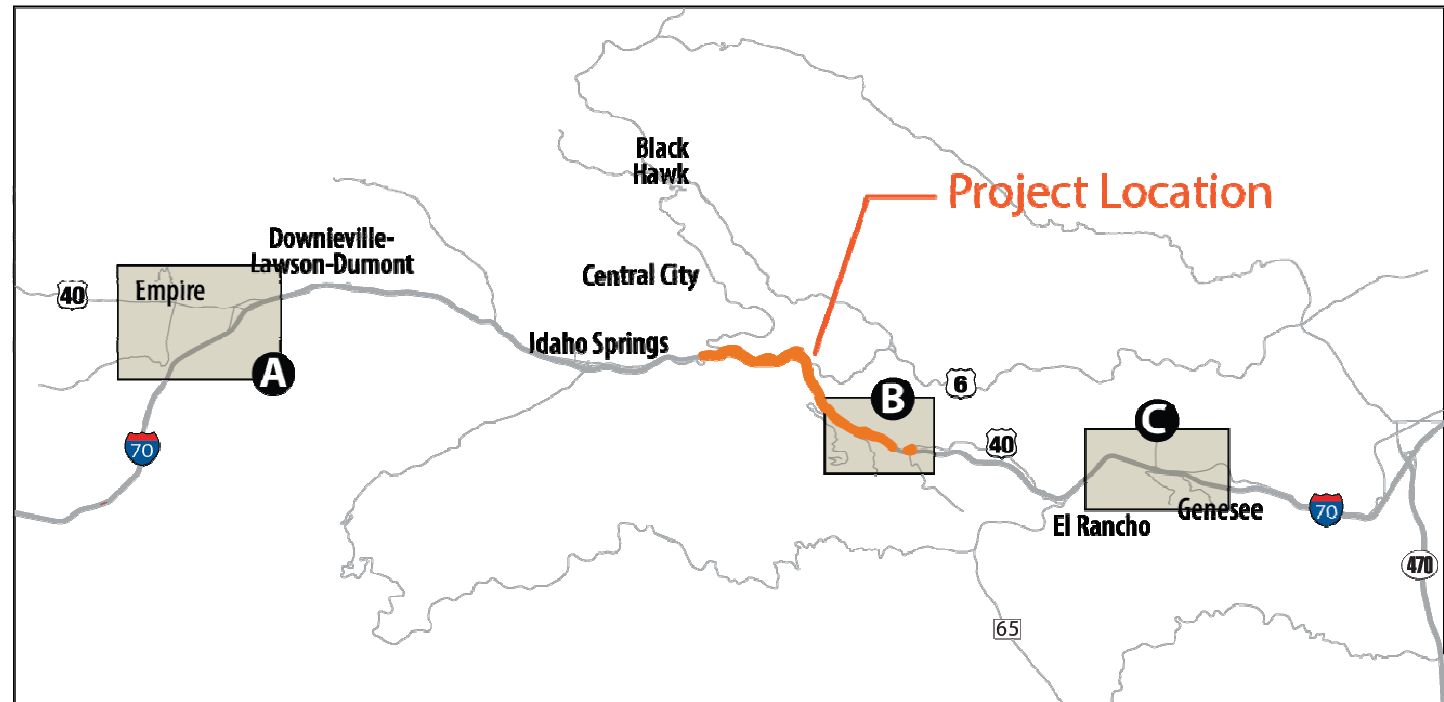 Black
Hawk
Project Location
Downieville-
Lawson-Dumont
Central City
40
Empire
Idaho Springs
A
6
B
C
40
70
Genesee
70
El Rancho
470
65